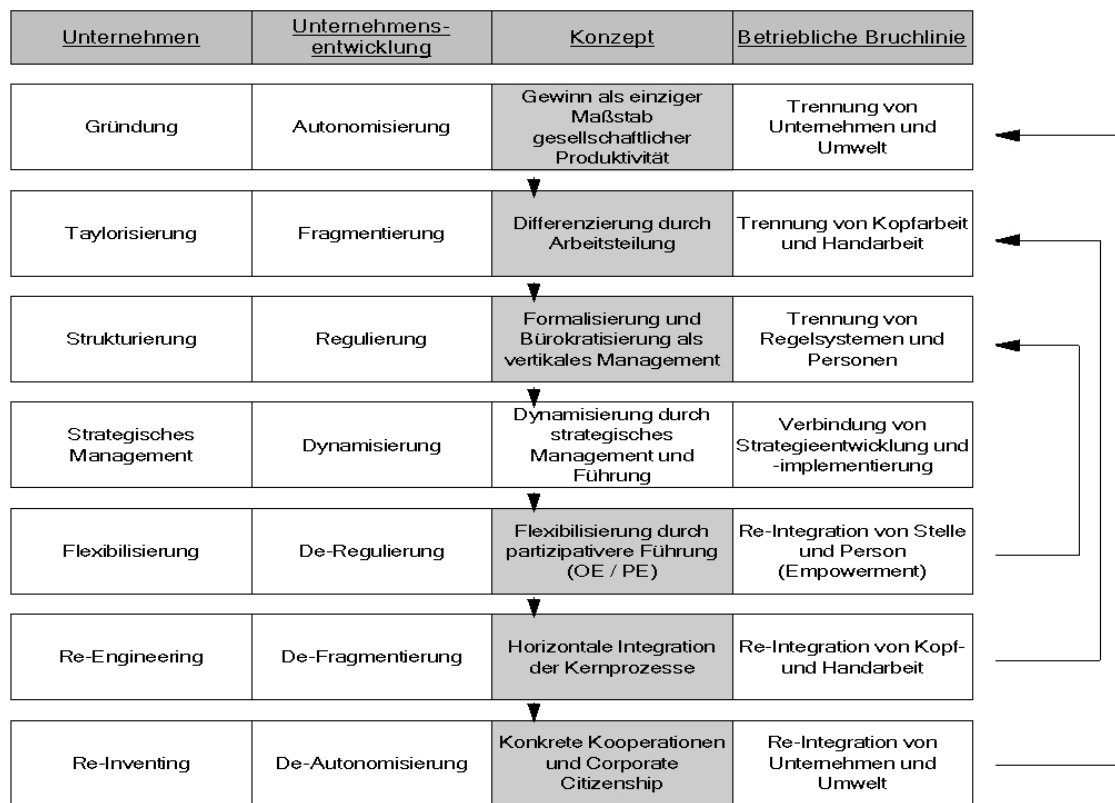 Unternehmen
Unternehmens-
entwicklung
Konzept
Betriebliche Bruchlinie
Gründung
Autonomisierung
Gewinn als einziger
Maßstab
gesellschaftlicher
Produktivität
Trennung von
Unternehmen und
Umwelt
Taylorisierung
Fragmentierung
Differenzierung durch
Arbeitsteilung
Trennung von Kopfarbeit
und Handarbeit
Strukturierung
Regulierung
Formalisierung und
Bürokratisierung als
vertikales Management
Trennung von
Regelsystemen und
Personen
Strategisches
Management
Dynamisierung
Dynamisierung durch
strategisches
Management und
Führung
Verbindung von
Strategieentwicklung und
-implementierung
Flexibilisierung
De-Regulierung
Flexibilisierung durch
partizipativere Führung
(OE / PE)
Re-Integration von Stelle
und Person
(Empowerment)
Re-Engineering
De-Fragmentierung
Horizontale Integration
der Kernprozesse
Re-Integration von Kopf-
und Handarbeit
Re-Inventing
De-Autonomisierung
Konkrete Kooperationen
und Corporate
Citizenship
Re-Integration von
Unternehmen und
Umwelt